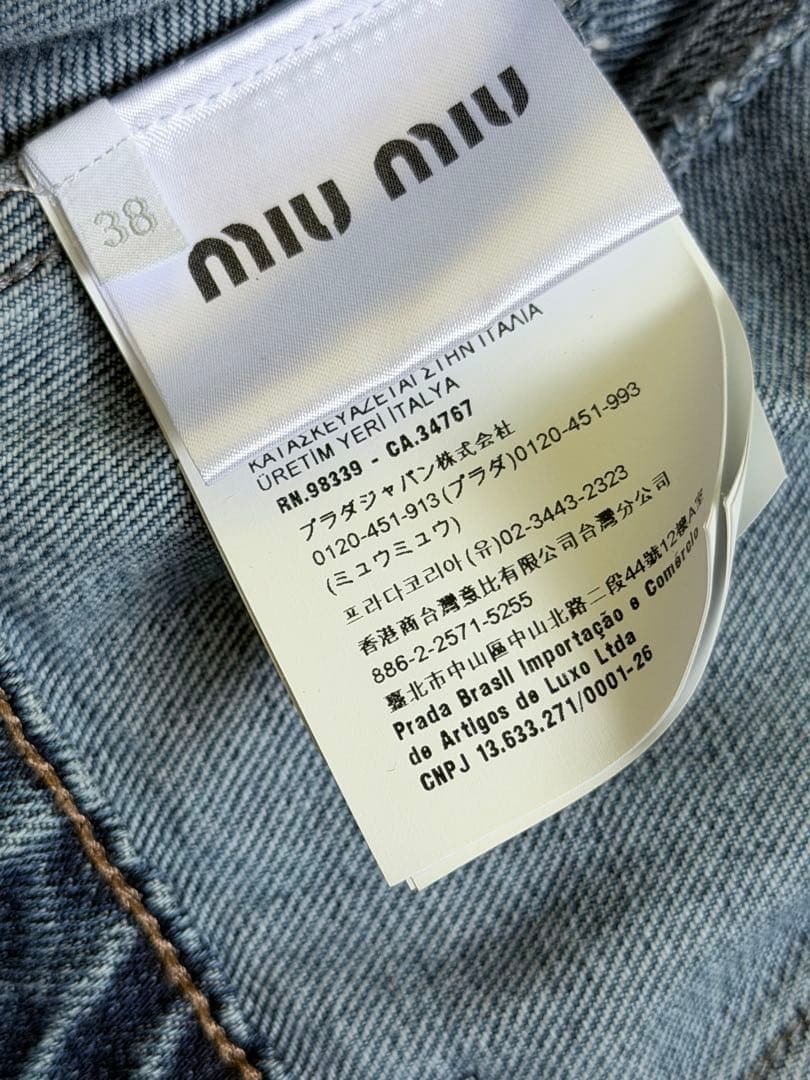 MIU MIU
38
ΚΑΤΑΣΚΕΥΑΖΕΤΑΙ ΣΤΗΝ ΙΤΑΛΙΑ
ÜRETİM YERİ İTALYA
RN.98339 - CA.34767
プラダジャパン株式会社
0120-451-913(プラダ)0120-451-993
(ミュウミュウ)
프라다코리아(유)02-3443-2323
香港商台灣意比有限公司台灣分公司
886-2-2571-5255
臺北市中山區中山北路二段44號12樓A室
Prada Brasil Importação e Comércio
de Artigos de Luxo Ltda
CNPJ 13.633.271/0001-26